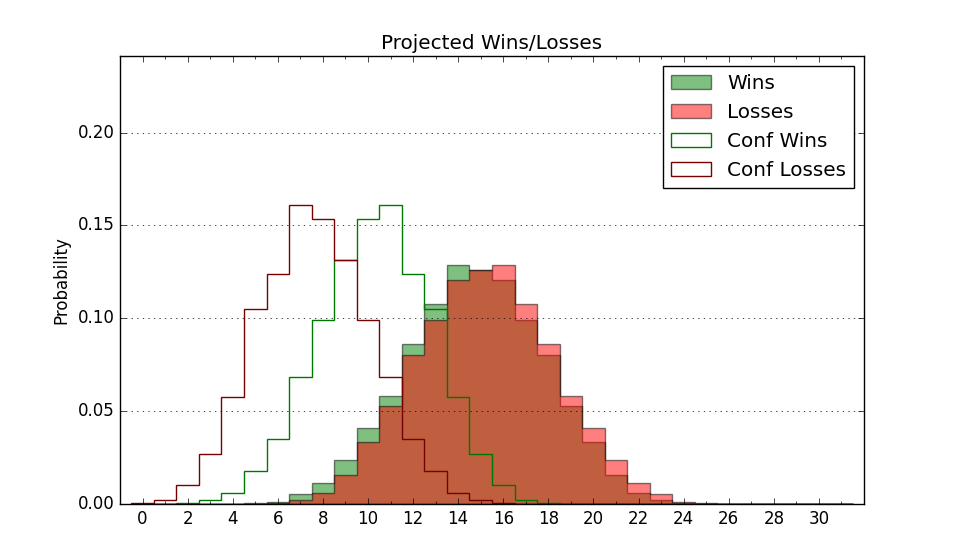 Projected Wins/Losses
Wins
Losses
Conf Wins
Conf Losses
Probability
0.20
0.15
0.10
0.05
0.00
0 2 4 6 8 10 12 14 16 18 20 22 24 26 28 30